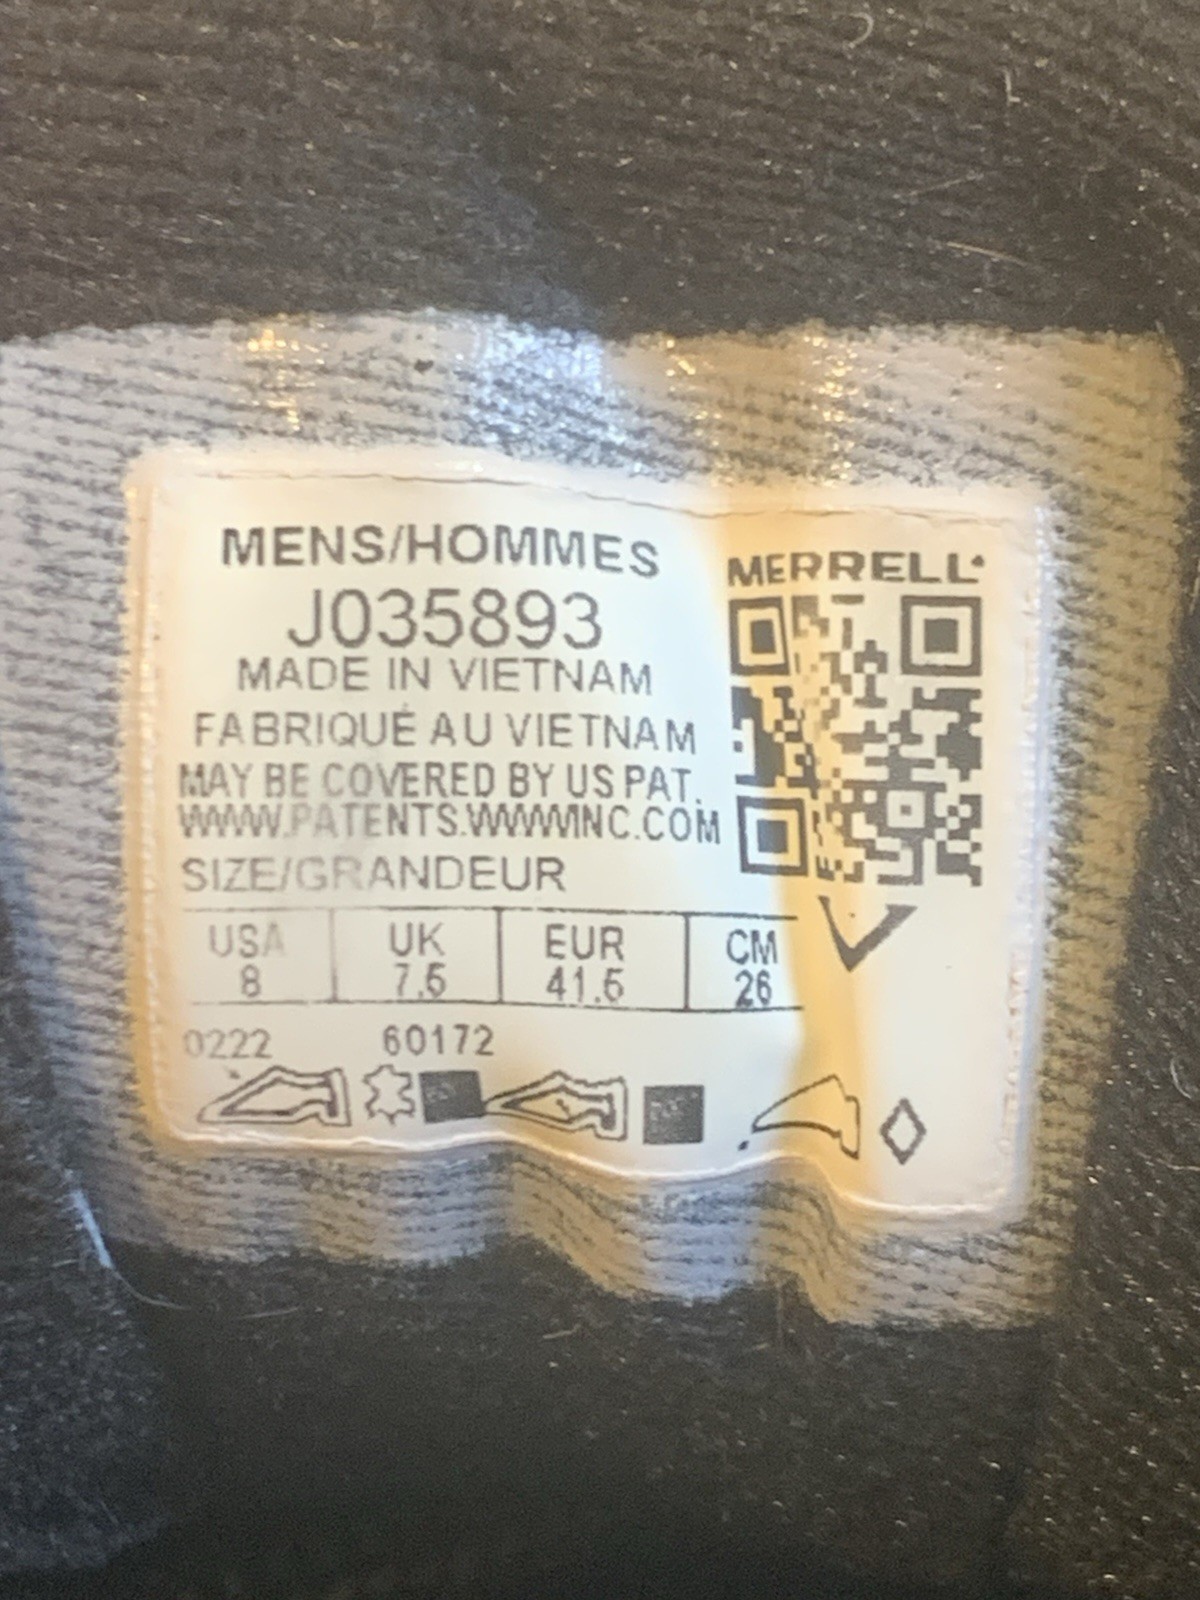 MENS/HOMMES
J035893
MADE IN VIETNAM
FABRIQUÉ AU VIETNAM
MAY BE COVERED BY US PAT.
WWW.PATENTS.WWWINC.COM
SIZE/GRANDEUR
USA UK EUR CM
8 7.5 41.5 26
0222 60172
MERRELL